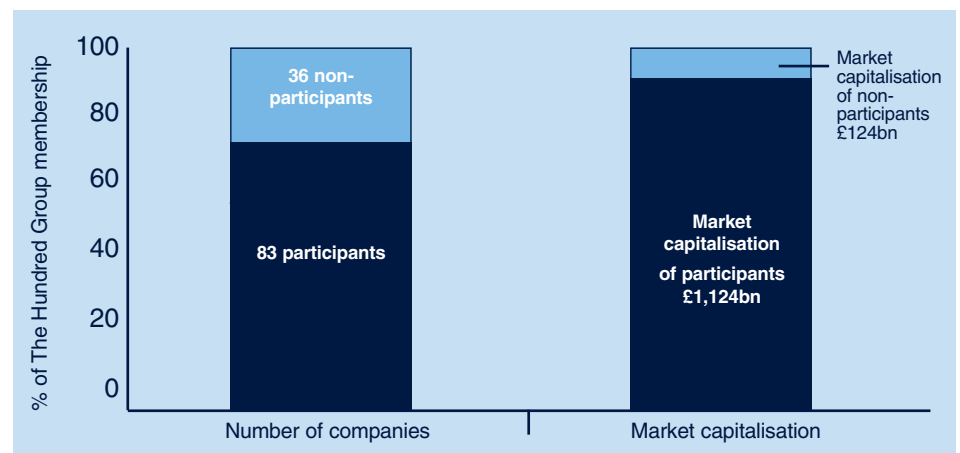 % of The Hundred Group membership
100
80
60
40
20
0
36 non-
participants
83 participants
Market
capitalisation
of participants
£1,124bn
Market
capitalisation
of non-
participants
£124bn
Number of companies
Market capitalisation